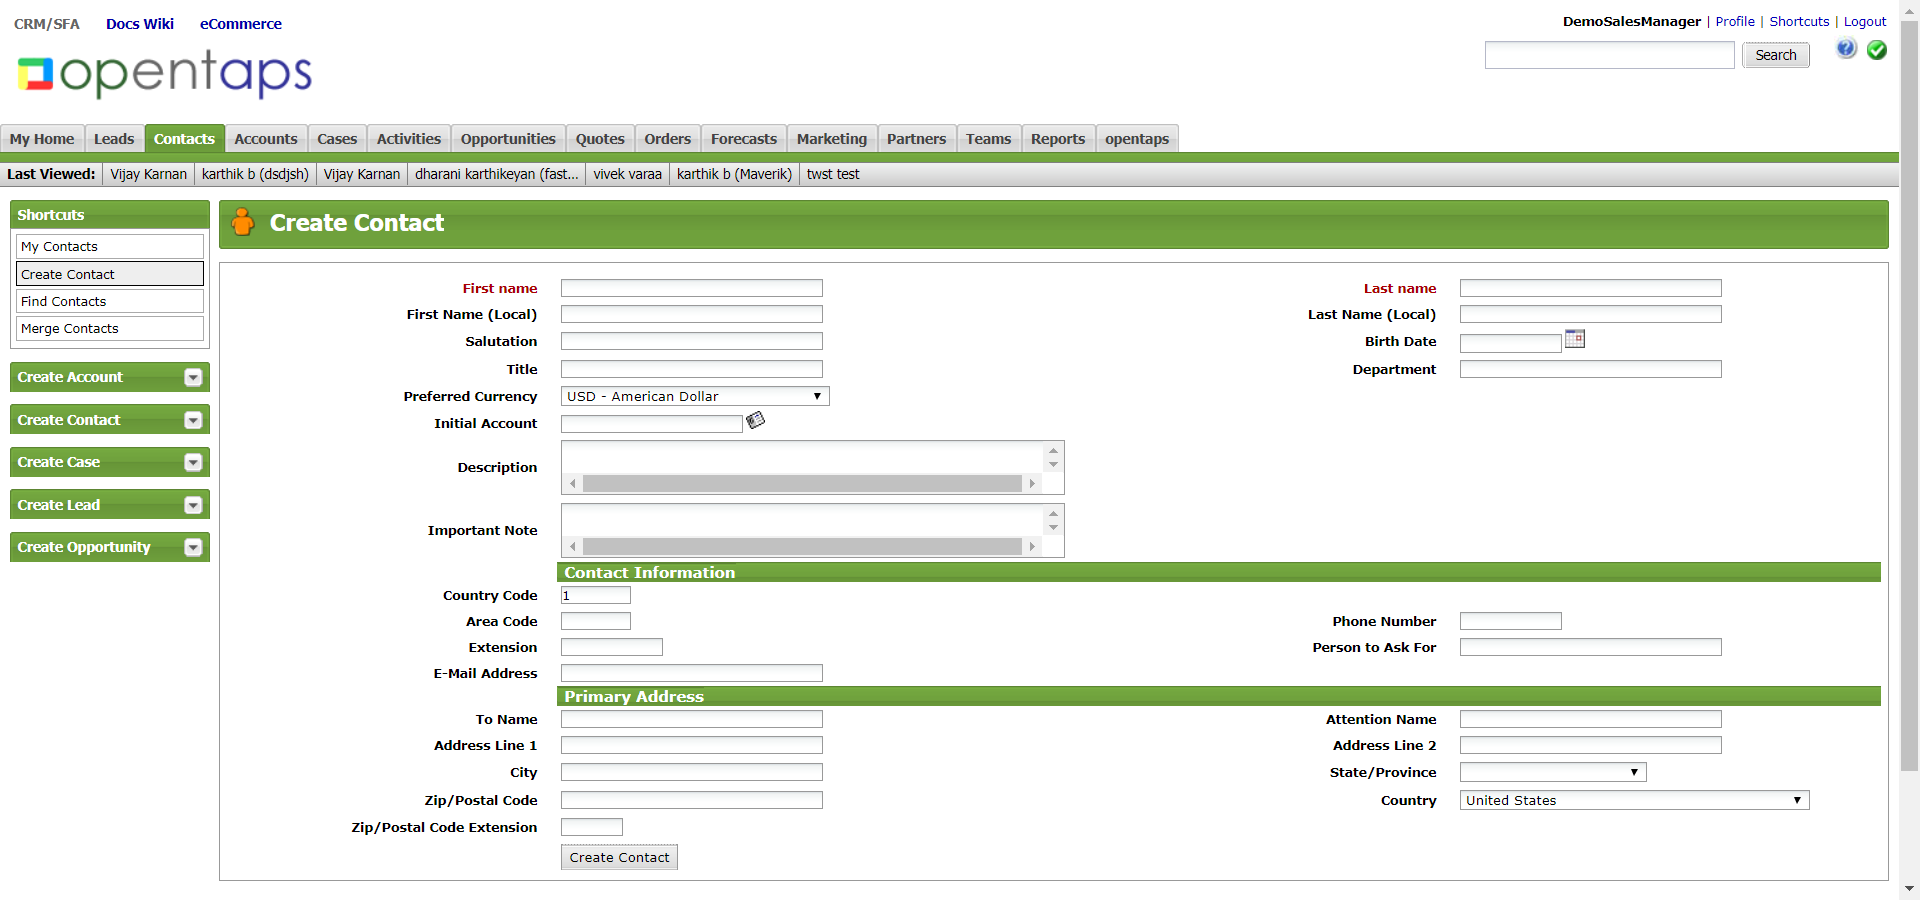 CRM/SFA Docs Wiki eCommerce
DemoSalesManager | Profile | Shortcuts | Logout
opentaps
Search
My Home Leads Contacts Accounts Cases Activities Opportunities Quotes Orders Forecasts Marketing Partners Teams Reports opentaps
Last Viewed: Vijay Karnan karthik b (dsdjsh) Vijay Karnan dharani karthikeyan (fast... vivek varaa karthik b (Maverik) twst test
Shortcuts
My Contacts
Create Contact
Find Contacts
Merge Contacts
Create Account
Create Contact
Create Case
Create Lead
Create Opportunity
Create Contact
First name Last name
First Name (Local) Last Name (Local)
Salutation Birth Date
Title Department
Preferred Currency USD - American Dollar
Initial Account
Description
Important Note
Contact Information
Country Code 1
Area Code Phone Number
Extension Person to Ask For
E-Mail Address
Primary Address
To Name Attention Name
Address Line 1 Address Line 2
City State/Province
Zip/Postal Code Country United States
Zip/Postal Code Extension
Create Contact